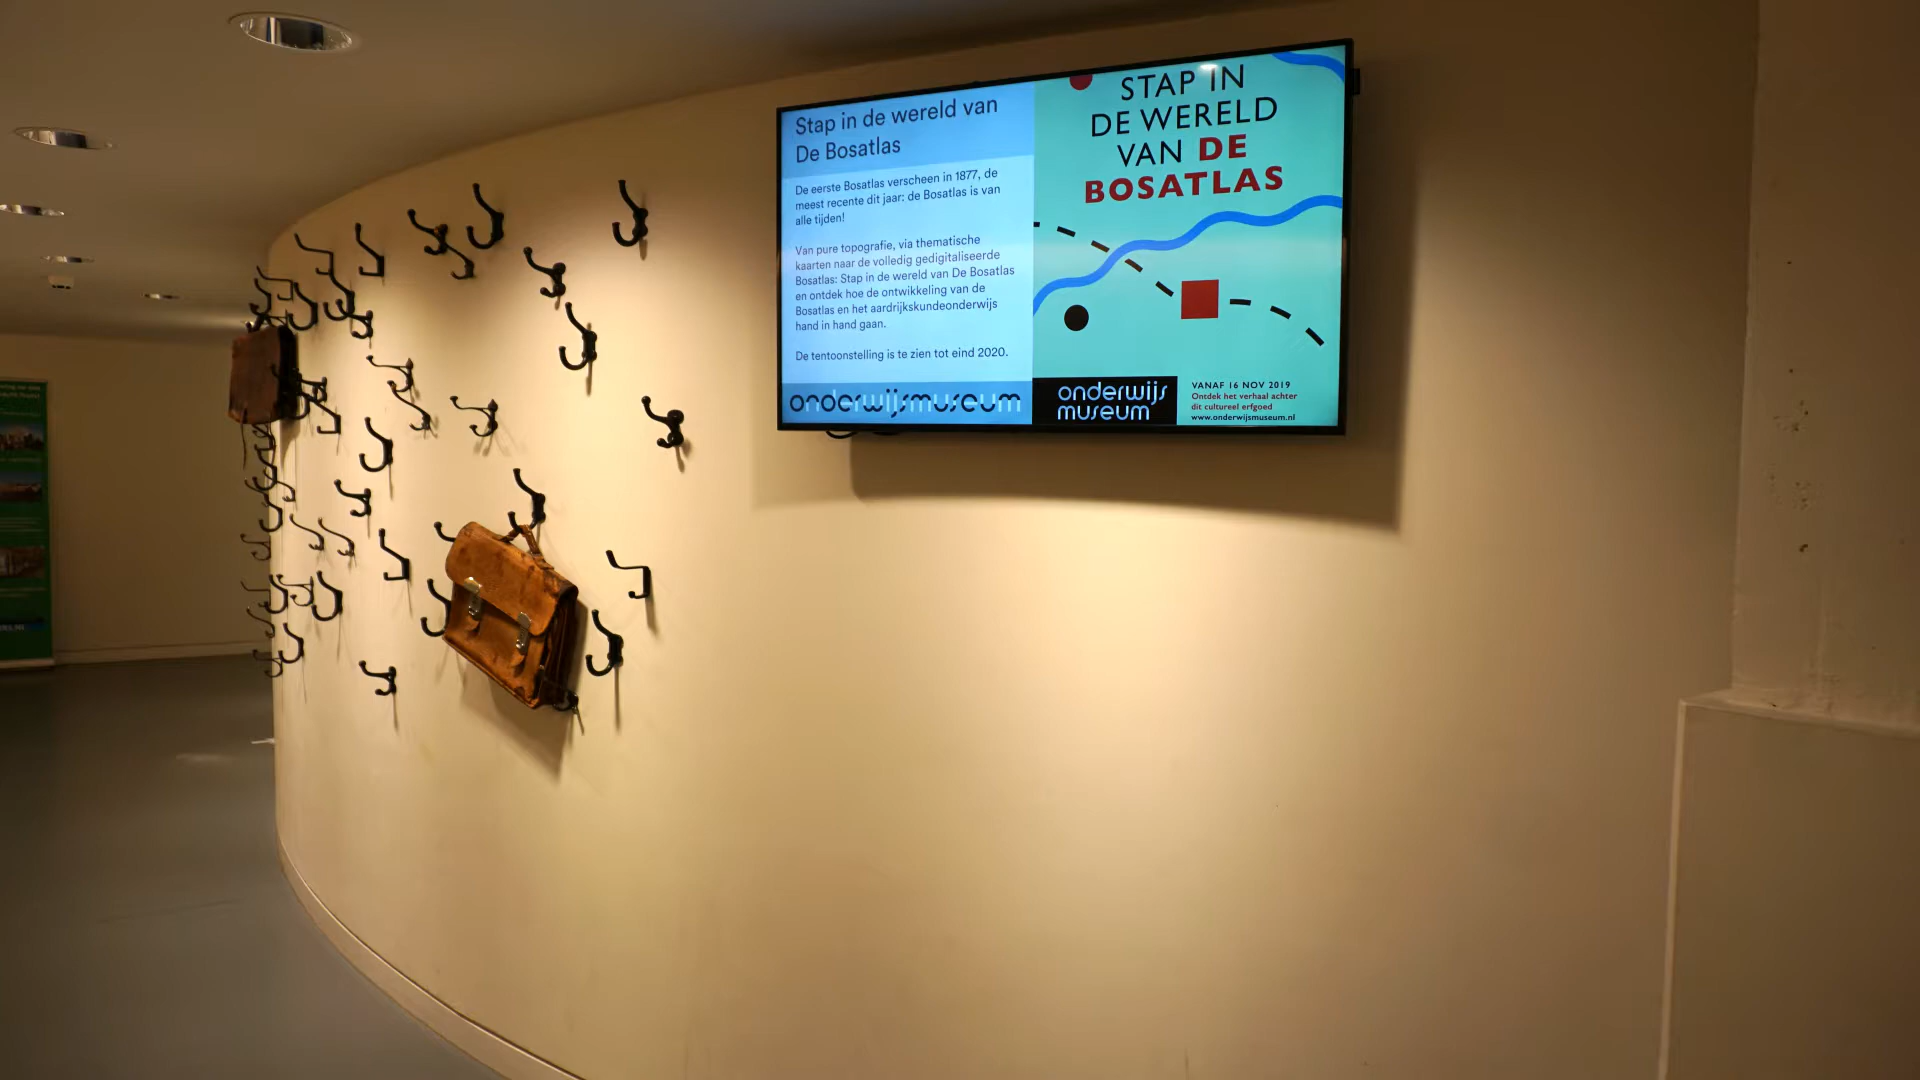 Stap in de wereld van
De Bosatlas
De eerste Bosatlas verscheen in 1877, de
meest recente dit jaar: de Bosatlas is van
alle tijden!
Van pure topografie, via thematische
kaarten naar de volledig gedigitaliseerde
Bosatlas: Stap in de wereld van De Bosatlas
en ontdek hoe de ontwikkeling van de
Bosatlas en het aardrijkskundeonderwijs
hand in hand gaan.
De tentoonstelling is te zien tot eind 2020.
onderwijsmuseum
STAP IN
DE WERELD
VAN DE
BOSATLAS
onderwijs
museum
VANAF 16 NOV 2019
Ontdek het verhaal achter
dit cultureel erfgoed
www.onderwijsmuseum.nl